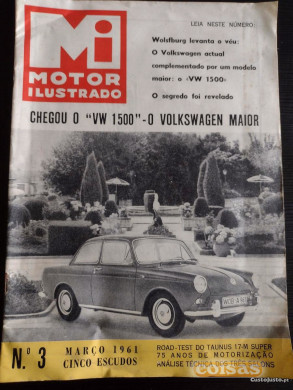 Mi
MOTOR
ILUSTRADO
LEIA NESTE NÚMERO:
Wolsfburg levanta o véu:
O Volkswagen actual
complementado por um modelo
maior: o «VW 1500»
O segredo foi revelado
CHEGOU O "VW 1500"-O VOLKSWAGEN MAIOR
N.º 3
MARÇO 1961
CINCO ESCUDOS
ROAD-TEST DO TAUNUS 17-M SUPER
75 ANOS DE MOTORIZAÇÃO
ANÁLISE TÉCNICA DOS TRÊS
coisas